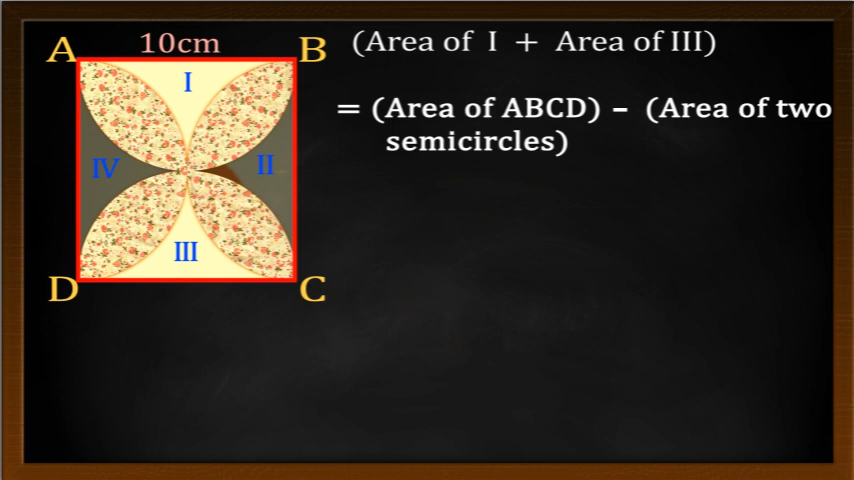 A 10cm B
I
IV II
III
D C
(Area of I + Area of III)
= (Area of ABCD) – (Area of two
semicircles)